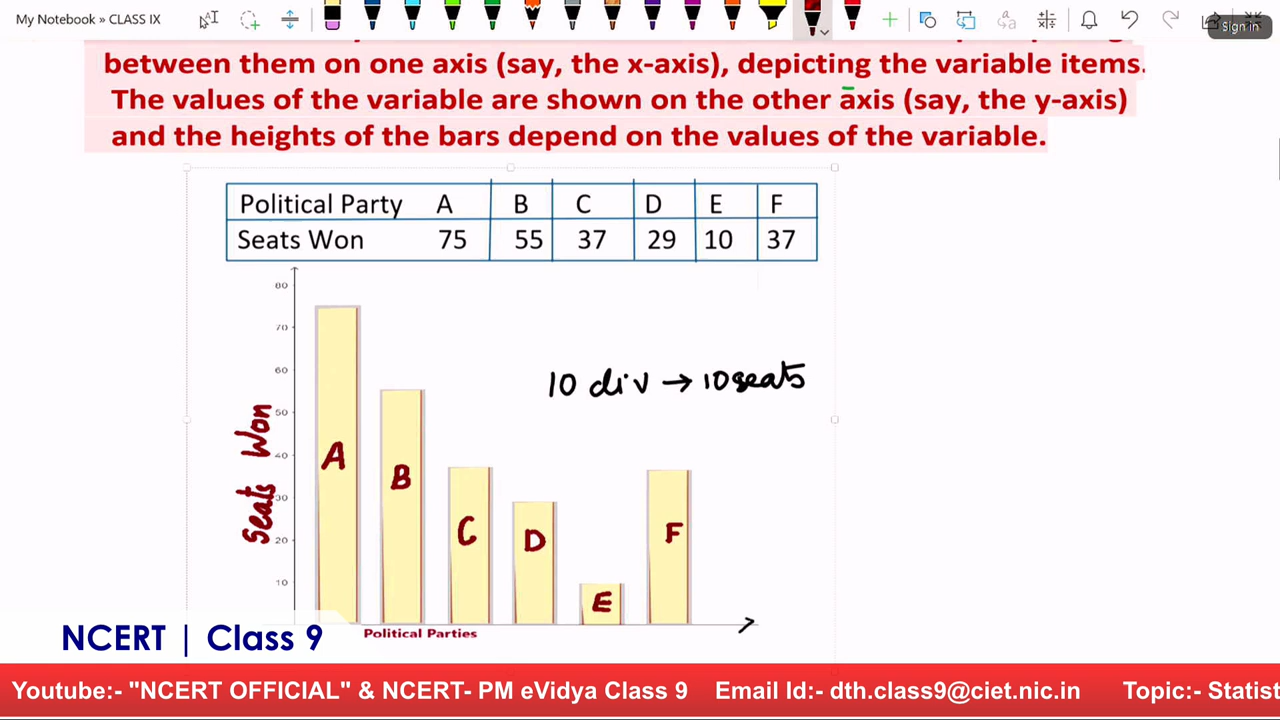 My Notebook » CLASS IX
Sign in
between them on one axis (say, the x-axis), depicting the variable items.
The values of the variable are shown on the other axis (say, the y-axis)
and the heights of the bars depend on the values of the variable.
Political Party A B C D E F
Seats Won 75 55 37 29 10 37
80
70
60
50
40
30
20
10
Seats Won
10 div → 10 seats
A
B
C
D
E
F
Political Parties
NCERT | Class 9
Youtube:- "NCERT OFFICIAL" & NCERT- PM eVidya Class 9 Email Id:- dth.class9@ciet.nic.in Topic:- Statist